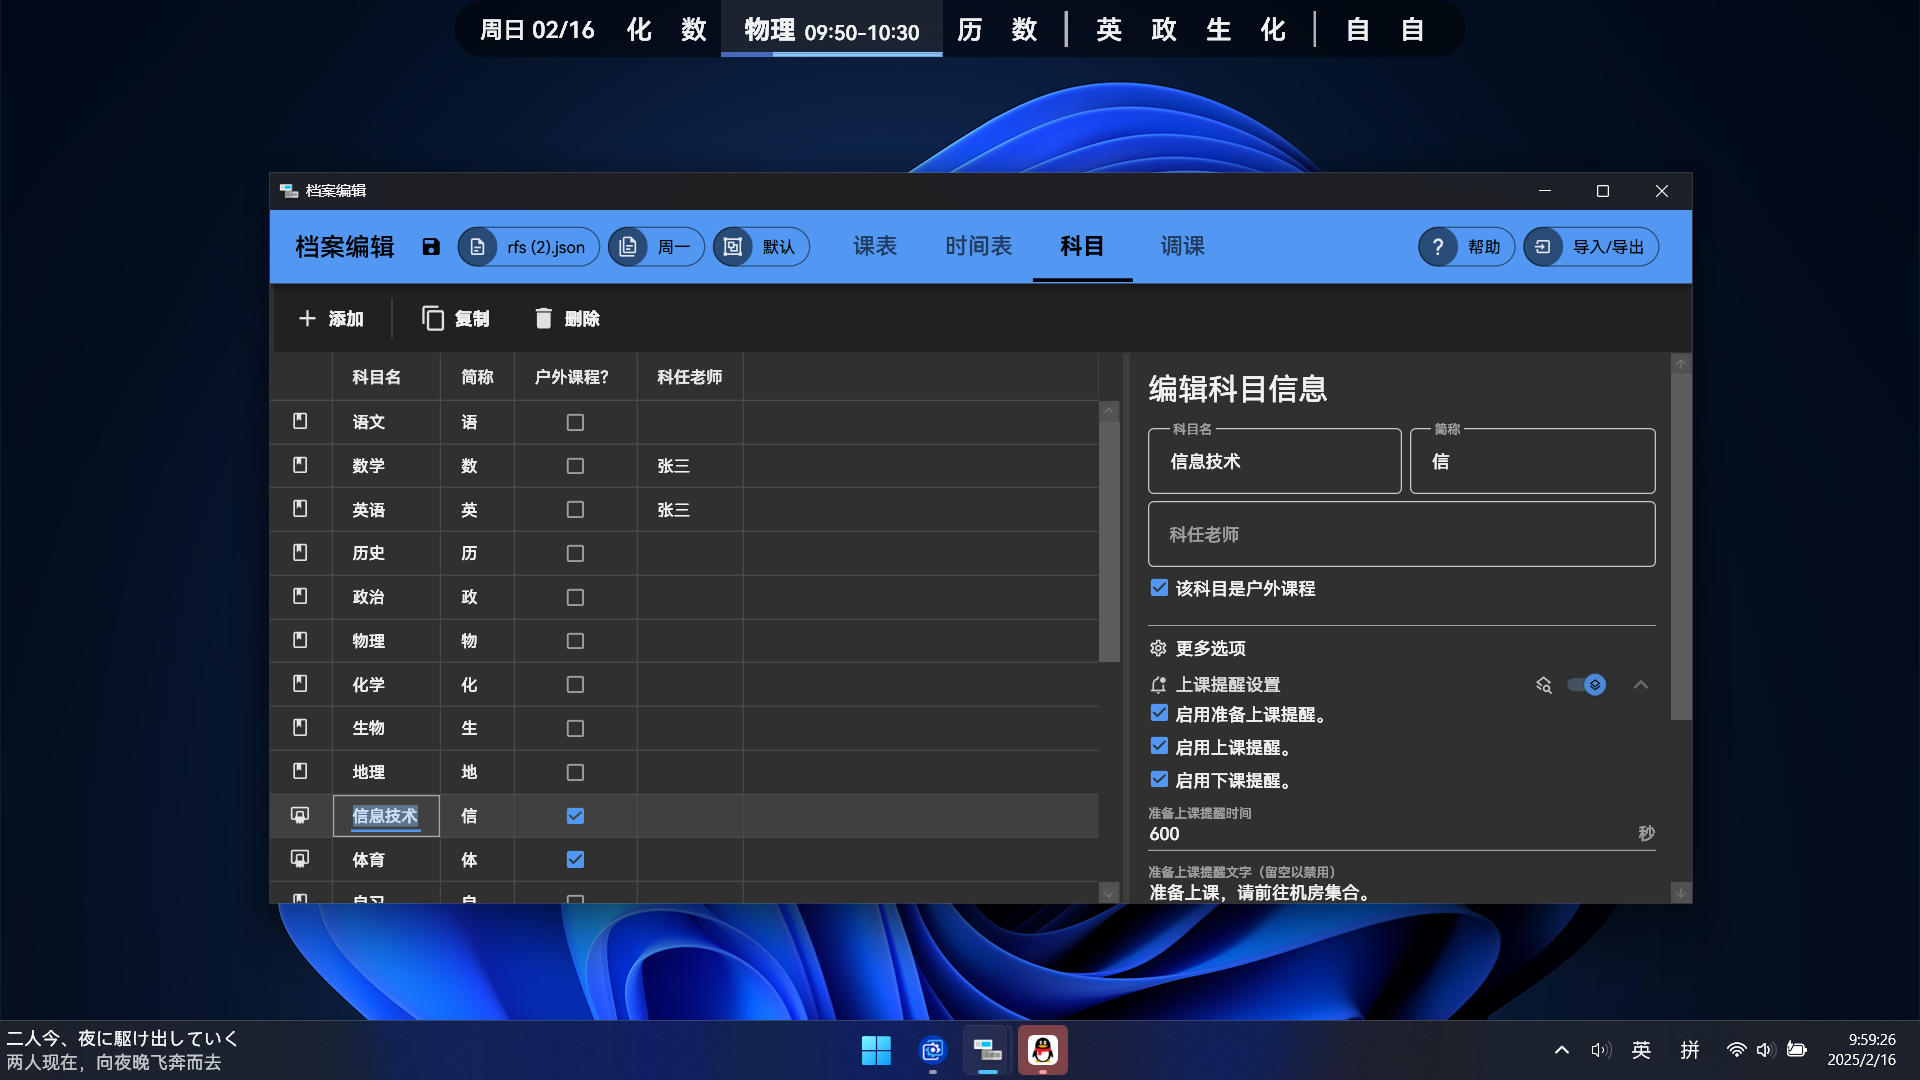 周日 02/16 化 数 物理 09:50-10:30 历 数 | 英 政 生 化 | 自 自
档案编辑
档案编辑 rfs (2).json 周一 默认 课表 时间表 科目 调课 帮助 导入/导出
添加 复制 删除
科目名 简称 户外课程? 科任老师
语文 语
数学 数 张三
英语 英 张三
历史 历
政治 政
物理 物
化学 化
生物 生
地理 地
信息技术 信
体育 体
自习 自
编辑科目信息
科目名 简称
信息技术 信
科任老师
该科目是户外课程
更多选项
上课提醒设置
启用准备上课提醒。
启用上课提醒。
启用下课提醒。
准备上课提醒时间
600 秒
准备上课提醒文字（留空以禁用）
准备上课，请前往机房集合。
二人今、夜に駆け出していく
两人现在，向夜晚飞奔而去
英 拼
9:59:26
2025/2/16